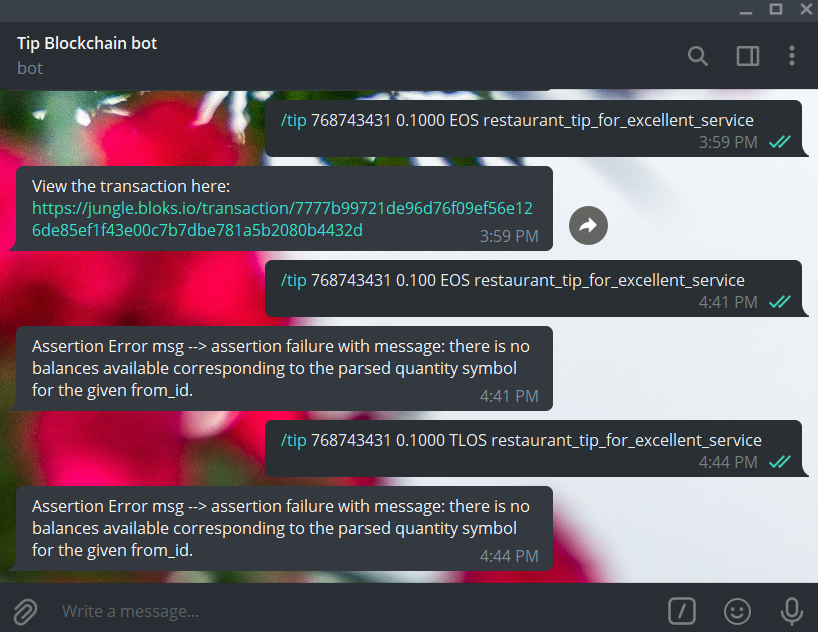 Tip Blockchain bot
bot
/tip 768743431 0.1000 EOS restaurant_tip_for_excellent_service
3:59 PM
View the transaction here:
https://jungle.bloks.io/transaction/7777b99721de96d76f09ef56e12
6de85ef1f43e00c7b7dbe781a5b2080b4432d
3:59 PM
/tip 768743431 0.100 EOS restaurant_tip_for_excellent_service
4:41 PM
Assertion Error msg --> assertion failure with message: there is no
balances available corresponding to the parsed quantity symbol
for the given from_id.
4:41 PM
/tip 768743431 0.1000 TLOS restaurant_tip_for_excellent_service
4:44 PM
Assertion Error msg --> assertion failure with message: there is no
balances available corresponding to the parsed quantity symbol
for the given from_id.
4:44 PM
Write a message...